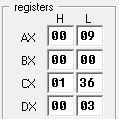 registers
H L
AX 00 09
BX 00 00
CX 01 36
DX 00 03